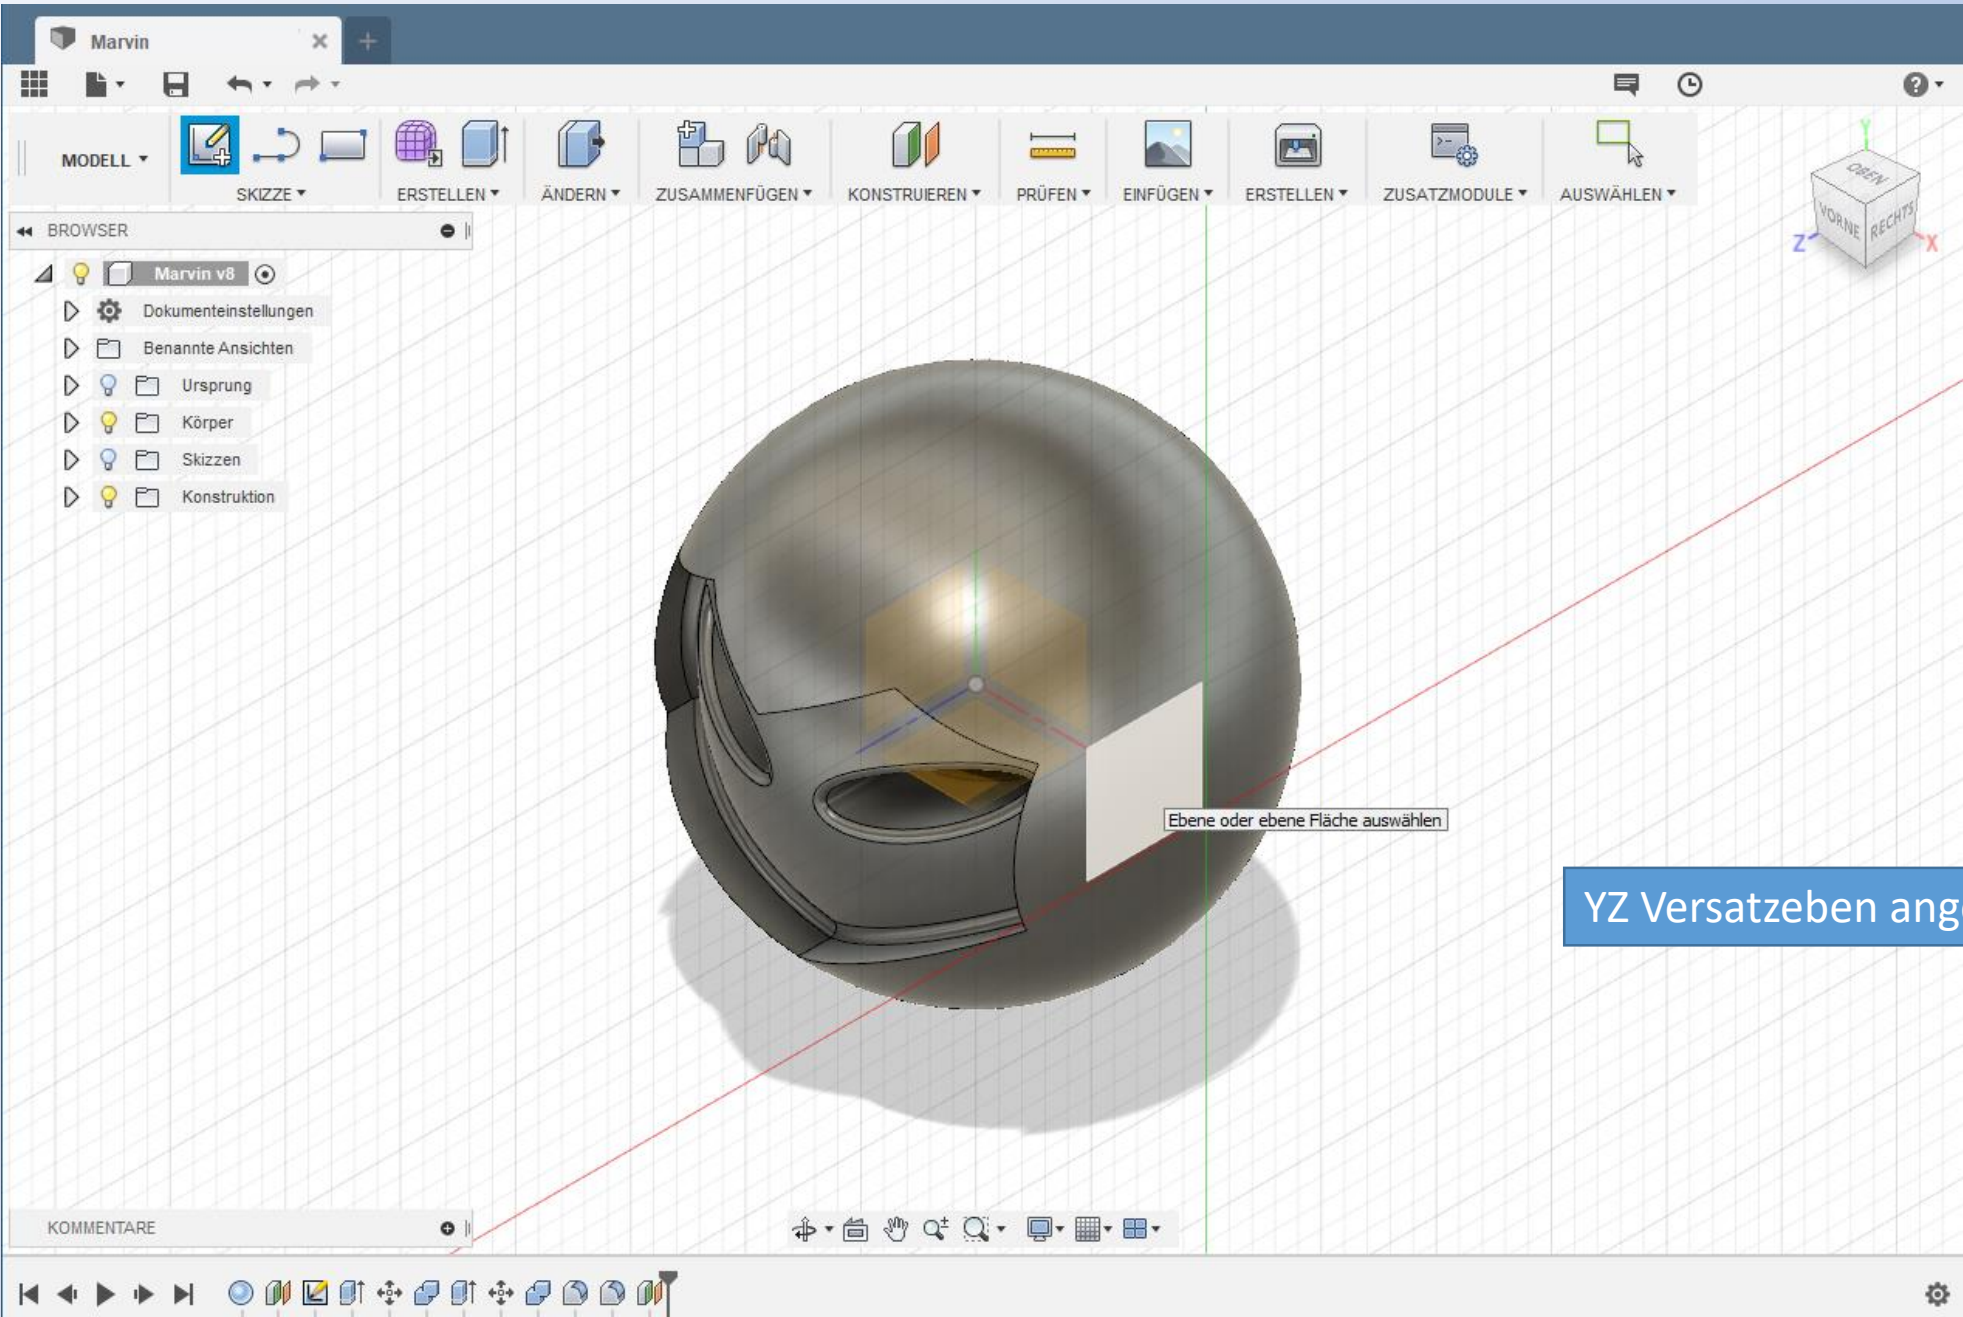 Marvin
MODELL
SKIZZE
ERSTELLEN
ÄNDERN
ZUSAMMENFÜGEN
KONSTRUIEREN
PRÜFEN
EINFÜGEN
ERSTELLEN
ZUSATZMODULE
AUSWÄHLEN
Y
OBEN
VORNE
RECHTS
Z
X
BROWSER
Marvin v8
Dokumenteinstellungen
Benannte Ansichten
Ursprung
Körper
Skizzen
Konstruktion
Ebene oder ebene Fläche auswählen
YZ Versatzeben
KOMMENTARE